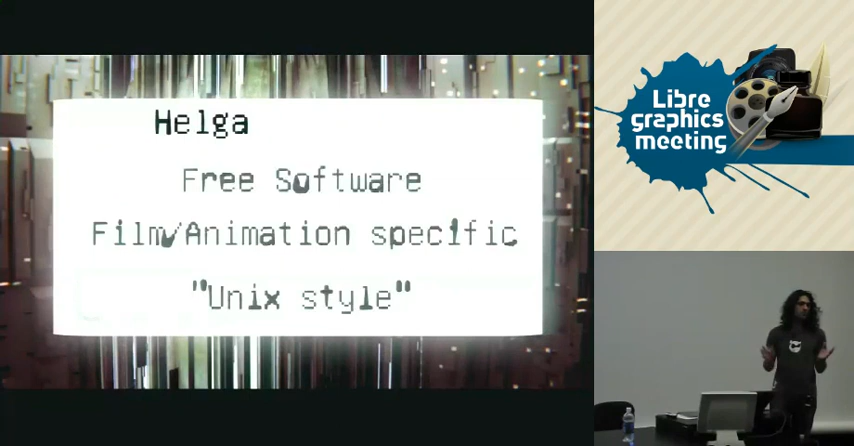 Helga
Free Software
Film/Animation specific
"Unix style"
Libre
graphics
meeting